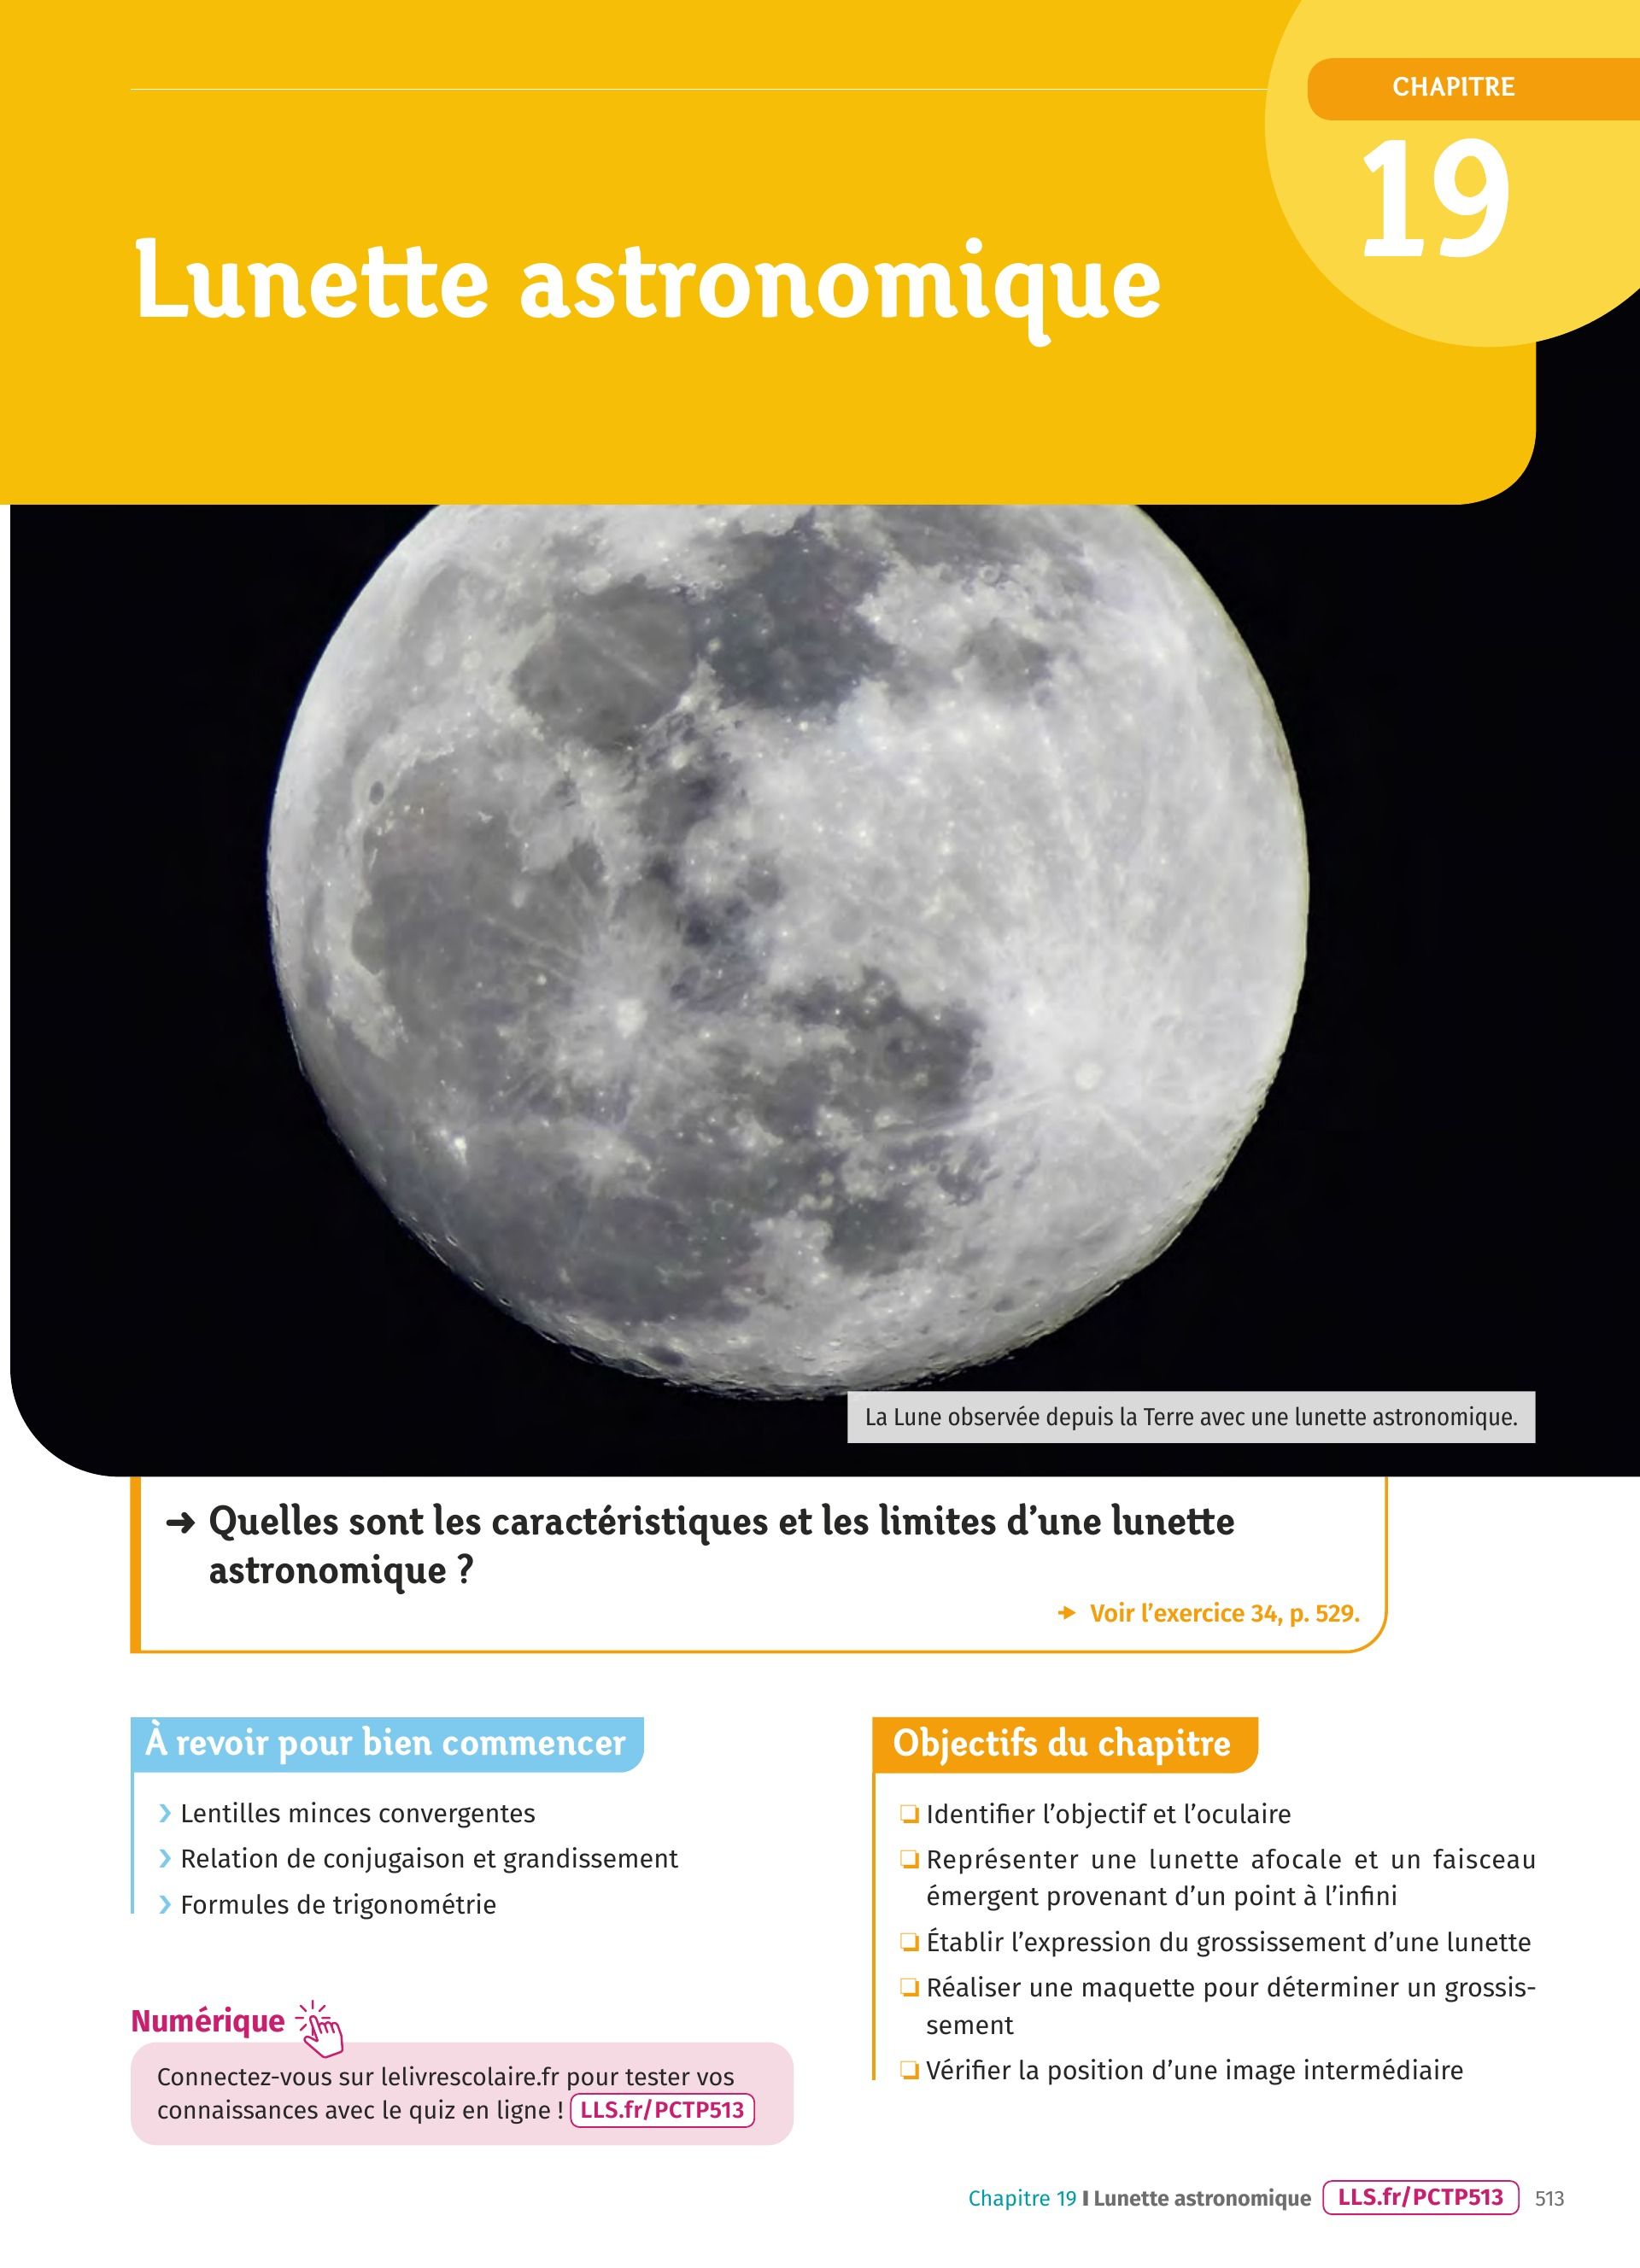 CHAPITRE
19
Lunette astronomique
La Lune observée depuis la Terre avec une lunette astronomique.
➜ Quelles sont les caractéristiques et les limites d’une lunette
astronomique ?
➜ Voir l’exercice 34, p. 529.
À revoir pour bien commencer
› Lentilles minces convergentes
› Relation de conjugaison et grandissement
› Formules de trigonométrie
Numérique
Connectez-vous sur lelivrescolaire.fr pour tester vos
connaissances avec le quiz en ligne ! LLS.fr/PCTP513
Objectifs du chapitre
❏ Identifier l’objectif et l’oculaire
❏ Représenter une lunette afocale et un faisceau
émergent provenant d’un point à l’infini
❏ Établir l’expression du grossissement d’une lunette
❏ Réaliser une maquette pour déterminer un grossis-
sement
❏ Vérifier la position d’une image intermédiaire
Chapitre 19 I Lunette astronomique LLS.fr/PCTP513 513